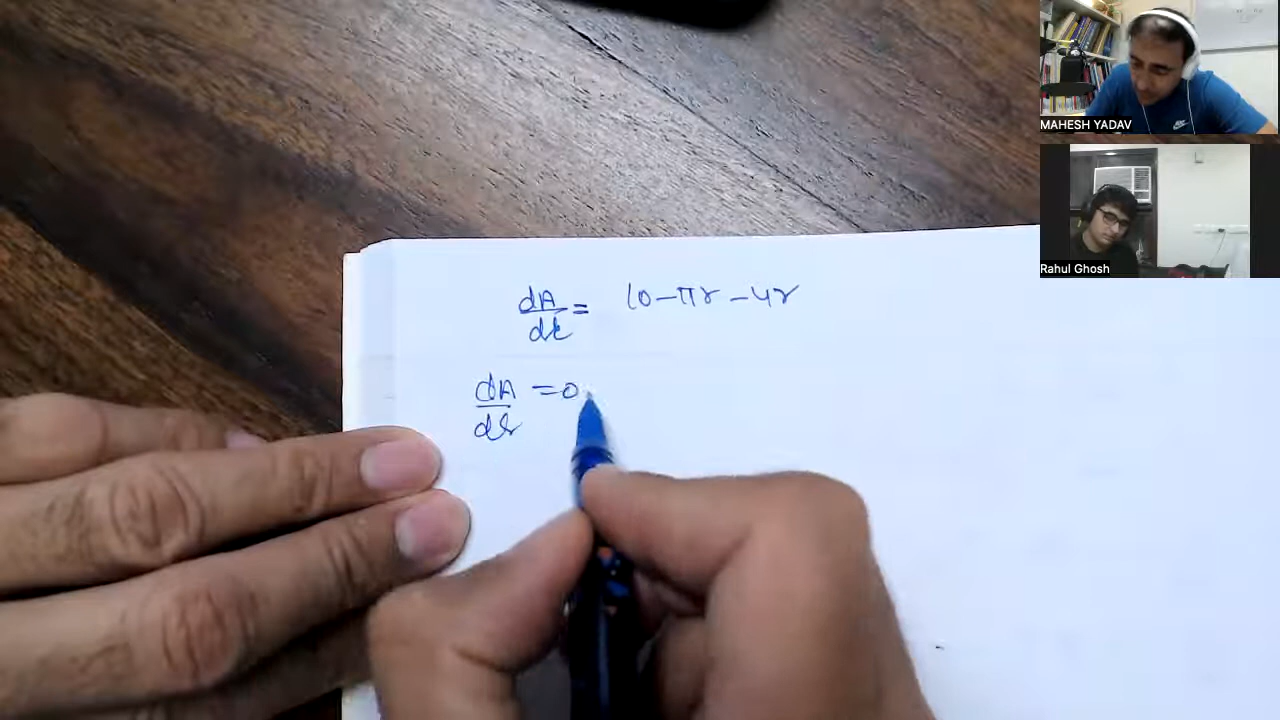 MAHESH YADAV
Rahul Ghosh
dA/dr = 10 - πr - 4r
dA/dr = 0